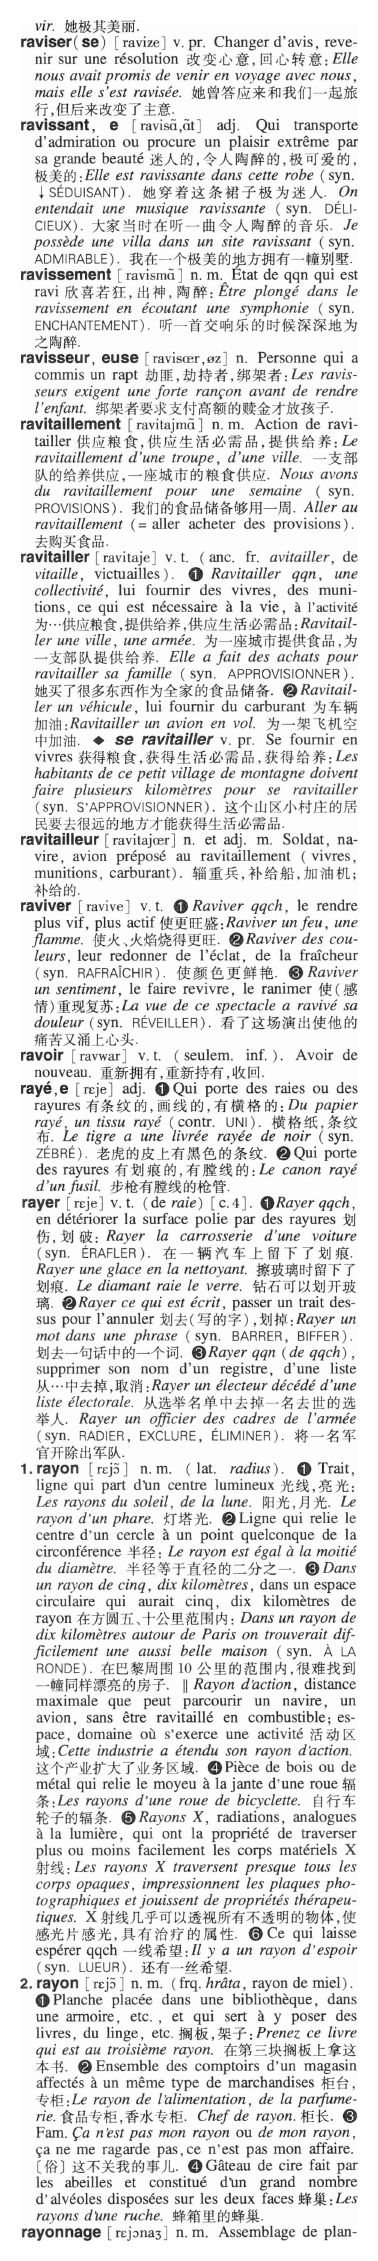 vir. 她极其美丽.
raviser(se) [ravize] v. pr. Changer d'avis, reve-
nir sur une résolution 改变心意,回心转意:Elle
nous avait promis de venir en voyage avec nous,
mais elle s'est ravisée. 她曾答应来和我们一起旅
行,但后来改变了主意.
ravissant, e [ravisɑ̃,ɑ̃t] adj. Qui transporte
d'admiration ou procure un plaisir extrême par
sa grande beauté 迷人的,令人陶醉的,极可爱的,
极美的:Elle est ravissante dans cette robe (syn.
↓SÉDUISANT). 她穿着这条裙子极为迷人. On
entendait une musique ravissante (syn. DÉLI-
CIEUX). 大家当时在听一曲令人陶醉的音乐. Je
possède une villa dans un site ravissant (syn.
ADMIRABLE). 我在一个极美的地方拥有一幢别墅.
ravissement [ravismɑ̃] n. m. État de qqn qui est
ravi 欣喜若狂,出神,陶醉:Être plongé dans le
ravissement en écoutant une symphonie (syn.
ENCHANTEMENT). 听一首交响乐的时候深深地为
之陶醉.
ravisseur, euse [ravisœr,øz] n. Personne qui a
commis un rapt 劫匪,劫持者,绑架者:Les ravis-
seurs exigent une forte rançon avant de rendre
l'enfant. 绑架者要求支付高额的赎金才放孩子.
ravitaillement [ravitajmɑ̃] n. m. Action de ravi-
tailler 供应粮食,供应生活必需品,提供给养:Le
ravitaillement d'une troupe, d'une ville. 一支部
队的给养供应,一座城市的粮食供应. Nous avons
du ravitaillement pour une semaine (syn.
PROVISIONS). 我们的食品储备够用一周. Aller au
ravitaillement (= aller acheter des provisions).
去购买食品.
ravitailler [ravitaje] v. t. (anc. fr. avitailler, de
vitaille, victuailles). ❶ Ravitailler qqn, une
collectivité, lui fournir des vivres, des muni-
tions, ce qui est nécessaire à la vie, à l'activité
为…供应粮食,提供给养,供应生活必需品:Ravitail-
ler une ville, une armée. 为一座城市提供食品,为
一支部队提供给养. Elle a fait des achats pour
ravitailler sa famille (syn. APPROVISIONNER).
她买了很多东西作为全家的食品储备. ❷Ravitail-
ler un véhicule, lui fournir du carburant 为车辆
加油:Ravitailler un avion en vol. 为一架飞机空
中加油. ◆ se ravitailler v. pr. Se fournir en
vivres 获得粮食,获得生活必需品,获得给养:Les
habitants de ce petit village de montagne doivent
faire plusieurs kilomètres pour se ravitailler
(syn. S'APPROVISIONNER). 这个山区小村庄的居
民要去很远的地方才能获得生活必需品.
ravitailleur [ravitajœr] n. et adj. m. Soldat, na-
vire, avion préposé au ravitaillement (vivres,
munitions, carburant). 辎重兵,补给船,加油机;
补给的.
raviver [ravive] v. t. ❶ Raviver qqch, le rendre
plus vif, plus actif 使更旺盛:Raviver un feu, une
flamme. 使火、火焰烧得更旺. ❷Raviver des cou-
leurs, leur redonner de l'éclat, de la fraîcheur
(syn. RAFRAÎCHIR). 使颜色更鲜艳. ❸ Raviver
un sentiment, le faire revivre, le ranimer 使(感
情)重现复苏:La vue de ce spectacle a ravivé sa
douleur (syn. RÉVEILLER). 看了这场演出使他的
痛苦又涌上心头.
ravoir [ravwar] v. t. (seulem. inf.). Avoir de
nouveau. 重新拥有,重新持有,收回.
rayé,e [rεje] adj. ❶Qui porte des raies ou des
rayures 有条纹的,画线的,有横格的:Du papier
rayé, un tissu rayé (contr. UNI). 横格纸,条纹
布. Le tigre a une livrée rayée de noir (syn.
ZÉBRÉ). 老虎的皮上有黑色的条纹. ❷Qui porte
des rayures 有划痕的,有膛线的:Le canon rayé
d'un fusil. 步枪有膛线的枪管.
rayer [rεje] v. t. (de raie) [c.4]. ❶Rayer qqch,
en détériorer la surface polie par des rayures 划
伤,划破: Rayer la carrosserie d'une voiture
(syn. ÉRAFLER). 在一辆汽车上留下了划痕.
Rayer une glace en la nettoyant. 擦玻璃时留下了
划痕. Le diamant raie le verre. 钻石可以划开玻
璃. ❷Rayer ce qui est écrit, passer un trait des-
sus pour l'annuler 划去(写的字),划掉:Rayer un
mot dans une phrase (syn. BARRER, BIFFER).
划去一句话中的一个词. ❸Rayer qqn (de qqch),
supprimer son nom d'un registre, d'une liste
从…中去掉,取消:Rayer un électeur décédé d'une
liste électorale. 从选举名单中去掉一名去世的选
举人. Rayer un officier des cadres de l'armée
(syn. RADIER, EXCLURE, ÉLIMINER). 将一名军
官开除出军队.
1. rayon [rεjɔ̃] n. m. (lat. radius). ❶ Trait,
ligne qui part d'un centre lumineux 光线,亮光:
Les rayons du soleil, de la lune. 阳光,月光. Le
rayon d'un phare. 灯塔光. ❷Ligne qui relie le
centre d'un cercle à un point quelconque de la
circonférence 半径: Le rayon est égal à la moitié
du diamètre. 半径等于直径的二分之一. ❸Dans
un rayon de cinq, dix kilomètres, dans un espace
circulaire qui aurait cinq, dix kilomètres de
rayon 在方圆五、十公里范围内: Dans un rayon de
dix kilomètres autour de Paris on trouverait dif-
ficilement une aussi belle maison (syn. À LA
RONDE). 在巴黎周围 10 公里的范围内,很难找到
一幢同样漂亮的房子. ‖ Rayon d'action, distance
maximale que peut parcourir un navire, un
avion, sans être ravitaillé en combustible; es-
pace, domaine où s'exerce une activité 活动区
域:Cette industrie a étendu son rayon d'action.
这个产业扩大了业务区域. ❹Pièce de bois ou de
métal qui relie le moyeu à la jante d'une roue 辐
条:Les rayons d'une roue de bicyclette. 自行车
轮子的辐条. ❺Rayons X, radiations, analogues
à la lumière, qui ont la propriété de traverser
plus ou moins facilement les corps matériels X
射线: Les rayons X traversent presque tous les
corps opaques, impressionnent les plaques pho-
tographiques et jouissent de propriétés thérapeu-
tiques. X 射线几乎可以透视所有不透明的物体,使
感光片感光,具有治疗的属性. ❻ Ce qui laisse
espérer qqch 一线希望:Il y a un rayon d'espoir
(syn. LUEUR). 还有一丝希望.
2. rayon [rεjɔ̃] n. m. (frq. hrâta, rayon de miel).
❶Planche placée dans une bibliothèque, dans
une armoire, etc., et qui sert à y poser des
livres, du linge, etc. 搁板,架子:Prenez ce livre
qui est au troisième rayon. 在第三块搁板上拿这
本书. ❷ Ensemble des comptoirs d'un magasin
affectés à un même type de marchandises 柜台,
专柜:Le rayon de l'alimentation, de la parfume-
rie. 食品专柜,香水专柜. Chef de rayon. 柜长. ❸
Fam. Ça n'est pas mon rayon ou de mon rayon,
ça ne me ragarde pas,ce n'est pas mon affaire.
〔俗〕这不关我的事儿. ❹Gâteau de cire fait par
les abeilles et constitué d'un grand nombre
d'alvéoles disposées sur les deux faces 蜂巢:Les
rayons d'une ruche. 蜂箱里的蜂巢.
rayonnage [rεjɔnaʒ] n. m. Assemblage de plan-